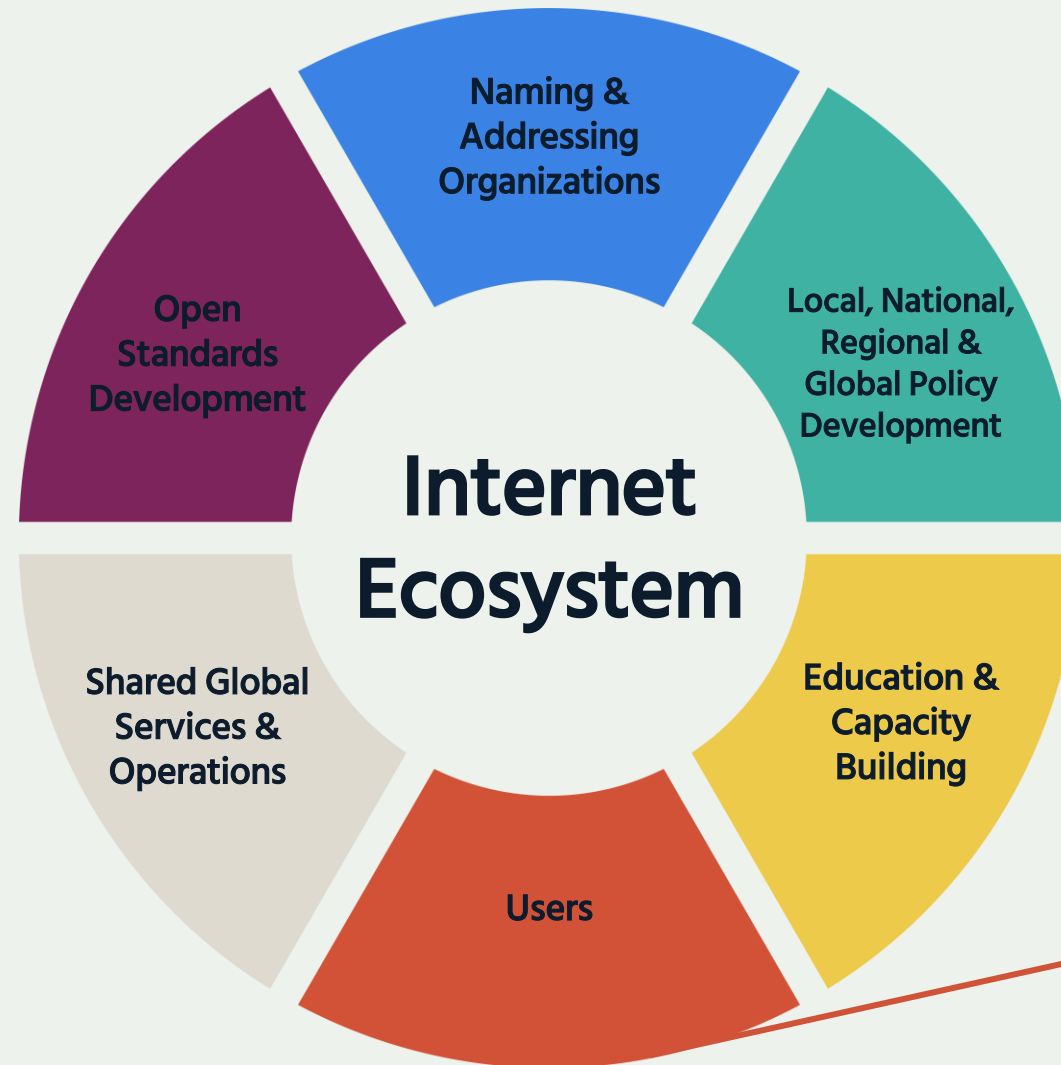 Naming &
Addressing
Organizations
Local, National,
Regional &
Global Policy
Development
Open
Standards
Development
Internet
Ecosystem
Education &
Capacity
Building
Shared Global
Services &
Operations
Users